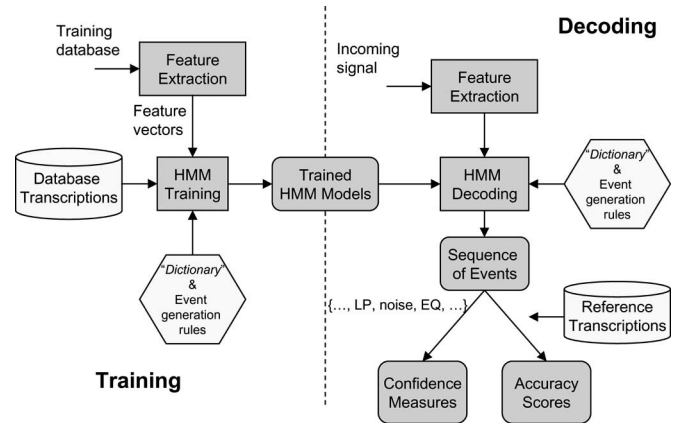 Training
database
Feature
Extraction
Feature
vectors
Database
Transcriptions
HMM
Training
Trained
HMM Models
"Dictionary"
&
Event
generation
rules
Training
Decoding
Incoming
signal
Feature
Extraction
HMM
Decoding
"Dictionary"
&
Event
generation
rules
Sequence
of Events
{..., LP, noise, EQ, ...}
Reference
Transcriptions
Confidence
Measures
Accuracy
Scores